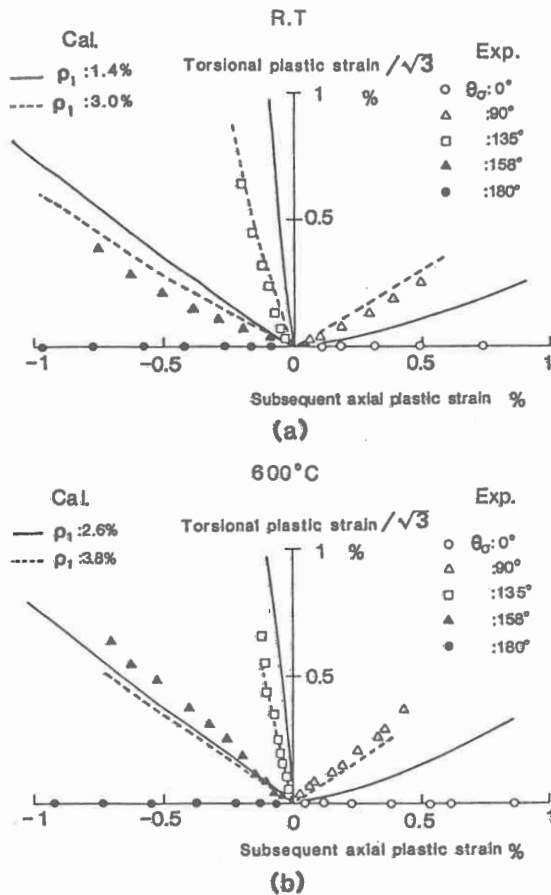 R.T
Cal.
ρ₁ :1.4%
ρ₁ :3.0%
Torsional plastic strain/√3
%
Exp.
θσ: 0°
:90°
:135°
:158°
:180°
1
0.5
-1
-0.5
0
0.5
1
Subsequent axial plastic strain %
(a)
600°C
Cal.
ρ₁ :2.6%
ρ₁ :3.8%
Torsional plastic strain/√3
%
Exp.
θσ: 0°
:90°
:135°
:158°
:180°
1
0.5
-1
-0.5
0
0.5
1
Subsequent axial plastic strain %
(b)